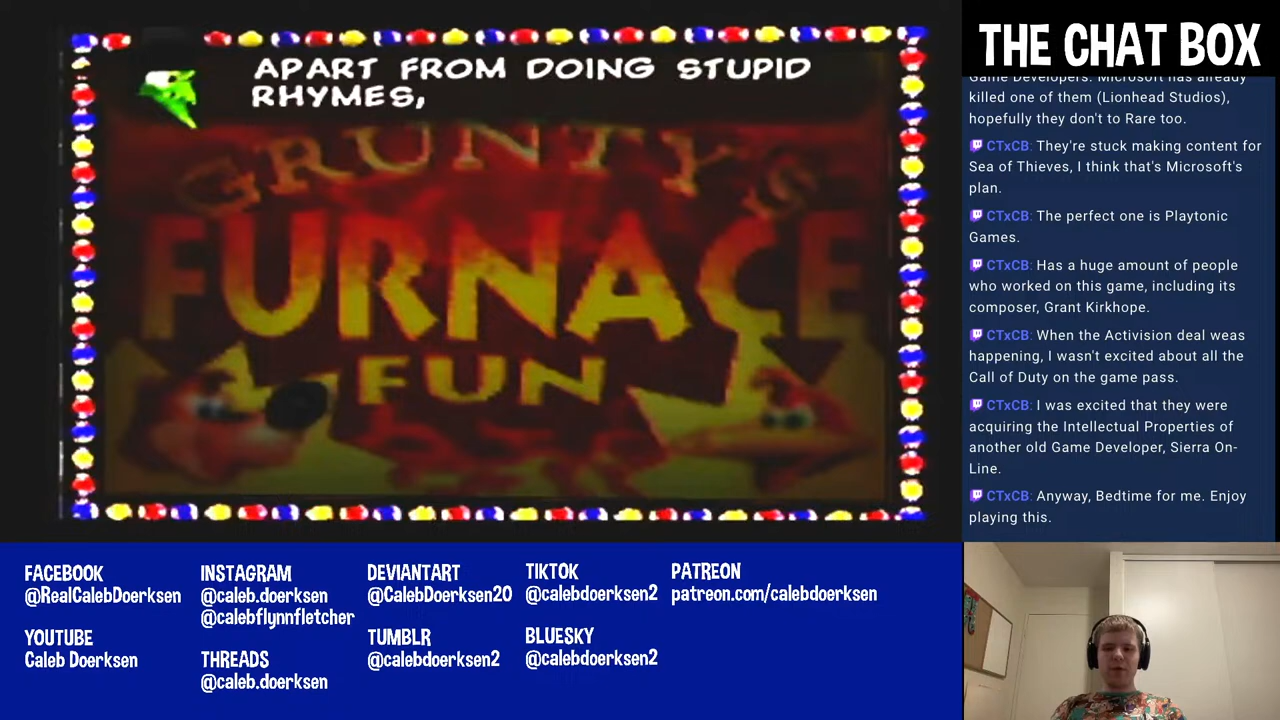 APART FROM DOING STUPID
RHYMES,
GRUNTY'S
FURNACE
FUN
THE CHAT BOX
Game Developers. Microsoft has already
killed one of them (Lionhead Studios),
hopefully they don't to Rare too.
CTxCB: They're stuck making content for
Sea of Thieves, I think that's Microsoft's
plan.
CTxCB: The perfect one is Playtonic
Games.
CTxCB: Has a huge amount of people
who worked on this game, including its
composer, Grant Kirkhope.
CTxCB: When the Activision deal weas
happening, I wasn't excited about all the
Call of Duty on the game pass.
CTxCB: I was excited that they were
acquiring the Intellectual Properties of
another old Game Developer, Sierra On-
Line.
CTxCB: Anyway, Bedtime for me. Enjoy
playing this.
FACEBOOK
@RealCalebDoerksen
YOUTUBE
Caleb Doerksen
INSTAGRAM
@caleb.doerksen
@calebflynnfletcher
THREADS
@caleb.doerksen
DEVIANTART
@CalebDoerksen20
TUMBLR
@calebdoerksen2
TIKTOK
@calebdoerksen2
BLUESKY
@calebdoerksen2
PATREON
patreon.com/calebdoerksen